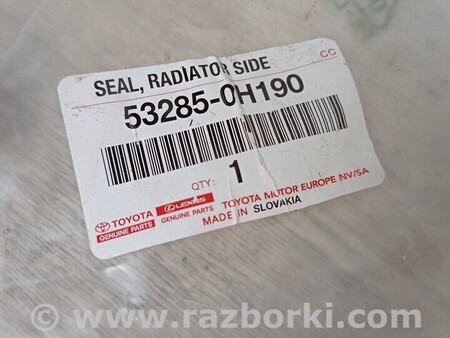 SEAL, RADIATOR SIDE
CC
53285-0H190
QTY: 1
TOYOTA GENUINE PARTS
LEXUS GENUINE PARTS
TOYOTA MOTOR EUROPE NV/SA
MADE IN SLOVAKIA
www.razborki.com